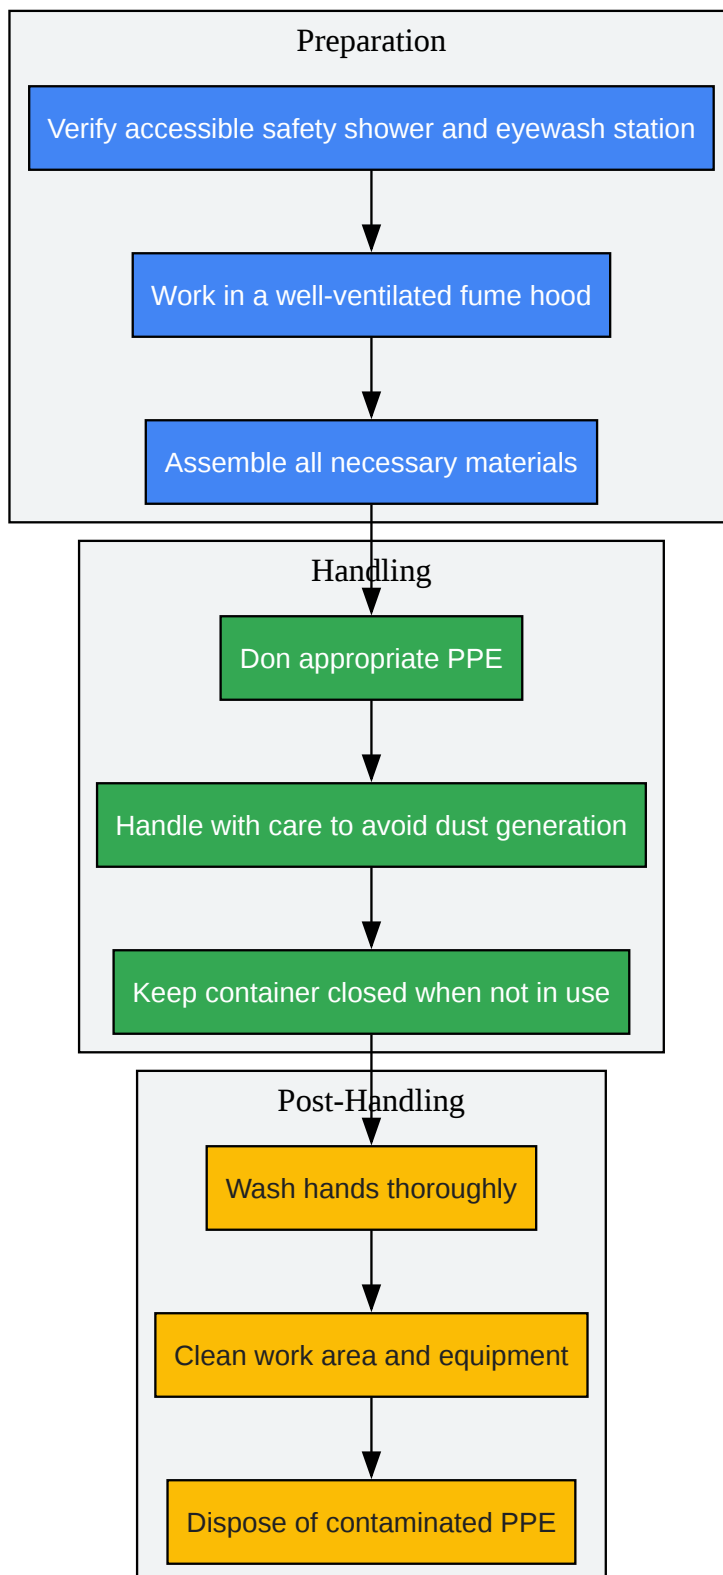 Preparation
Verify accessible safety shower and eyewash station
Work in a well-ventilated fume hood
Assemble all necessary materials
Handling
Don appropriate PPE
Handle with care to avoid dust generation
Keep container closed when not in use
Post-Handling
Wash hands thoroughly
Clean work area and equipment
Dispose of contaminated PPE